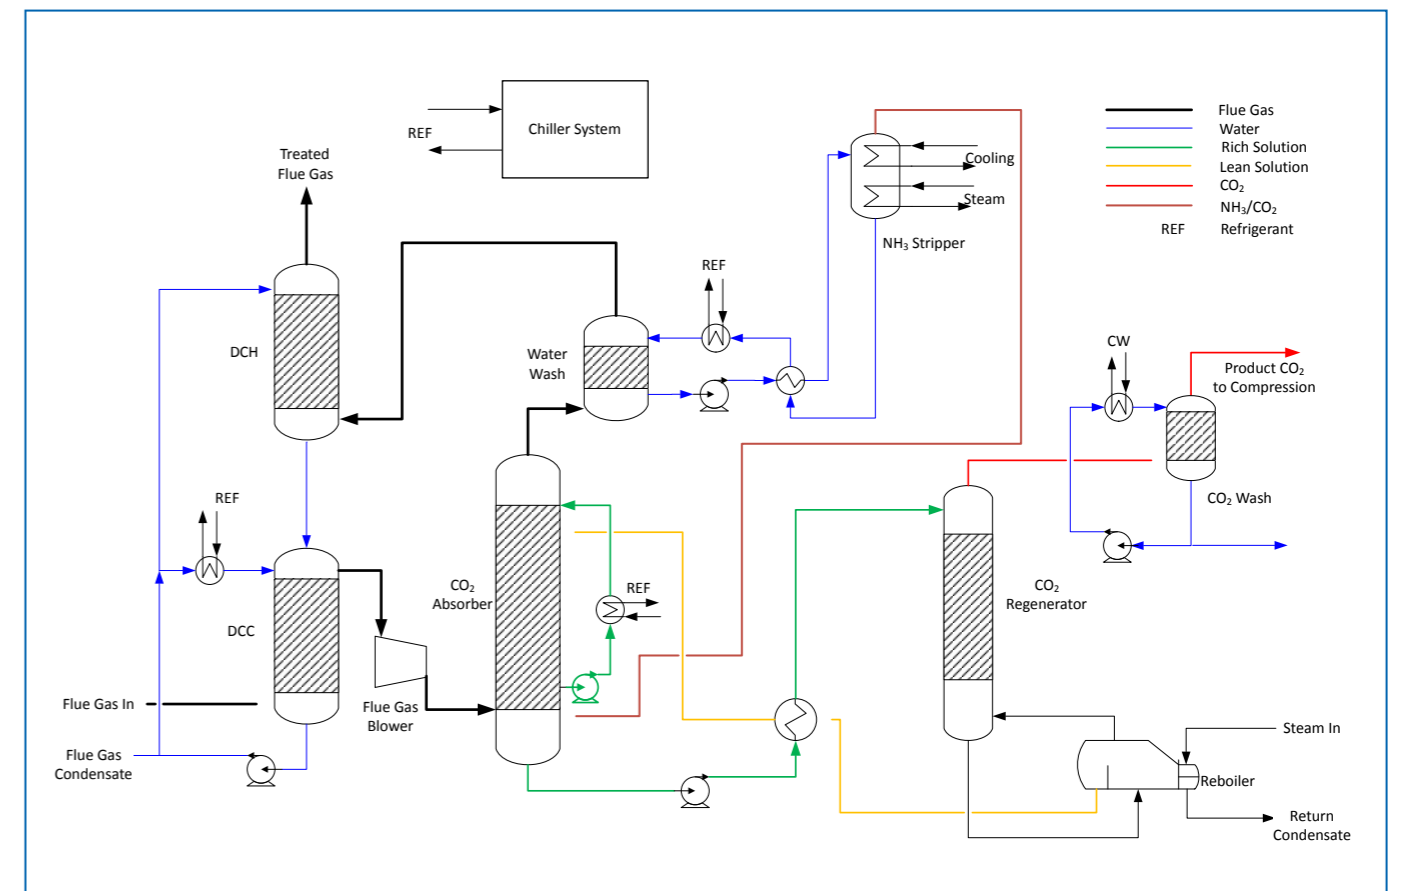 Chiller System
REF
Treated
Flue Gas
Cooling
Steam
NH₃ Stripper
Flue Gas
Water
Rich Solution
Lean Solution
CO₂
NH₃/CO₂
REF Refrigerant
REF
DCH
Water
Wash
CW
Product CO₂
to Compression
CO₂ Wash
REF
CO₂
Absorber
REF
CO₂
Regenerator
DCC
Flue Gas In
Flue Gas
Blower
Flue Gas
Condensate
Steam In
Reboiler
Return
Condensate